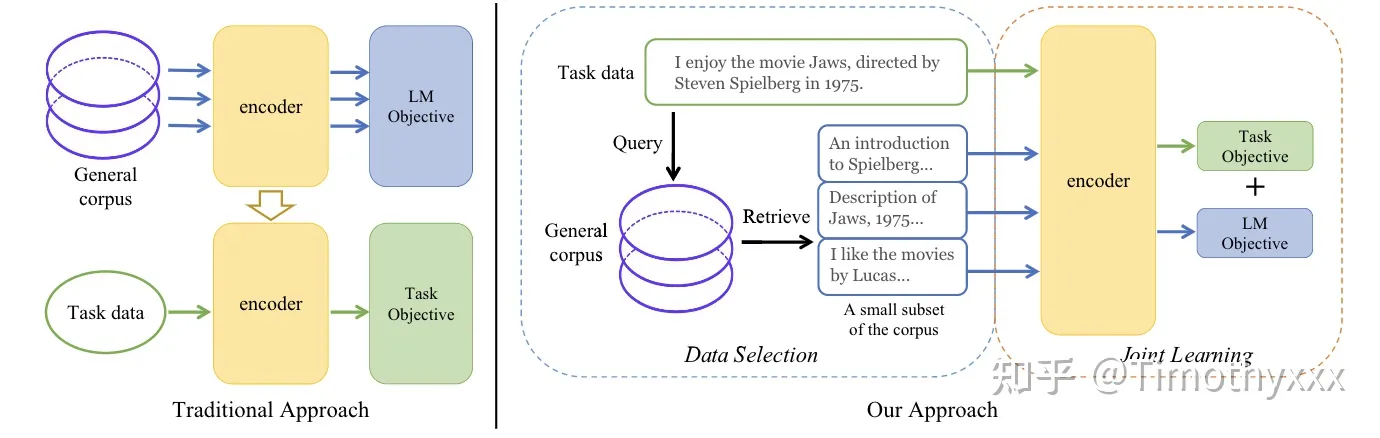 encoder
LM
Objective
General
corpus
Task data
encoder
Task
Objective
Traditional Approach
Task data
I enjoy the movie Jaws, directed by
Steven Spielberg in 1975.
Query
General
corpus
Retrieve
An introduction
to Spielberg...
Description of
Jaws, 1975...
I like the movies
by Lucas...
A small subset
of the corpus
Data Selection
encoder
Task
Objective
+
LM
Objective
Joint Learning
Our Approach
知乎 @Timothyxxx